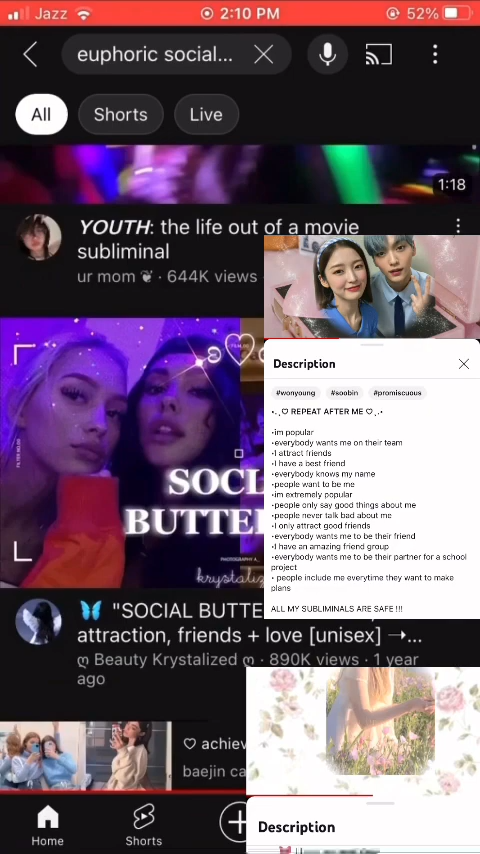 Jazz 2:10 PM 52%
euphoric social...
All Shorts Live
1:18
YOUTH: the life out of a movie
subliminal
ur mom ❦ · 644K views
SOCI
BUTTE
krystaliz
🦋 "SOCIAL BUTTE
attraction, friends + love [unisex] →...
ღ Beauty Krystalized ღ · 890K views · 1 year
ago
♡ achiev
baejin ca
Home Shorts
Description
#wonyoung #soobin #promiscuous
⋆.ˏ♡ REPEAT AFTER ME ♡ˎ.⋆
•im popular
•everybody wants me on their team
•I attract friends
•I have a best friend
•everybody knows my name
•people want to be me
•im extremely popular
•people only say good things about me
•people never talk bad about me
•I only attract good friends
•everybody wants me to be their friend
•I have an amazing friend group
•everybody wants me to be their partner for a school
project
• people include me everytime they want to make
plans
ALL MY SUBLIMINALS ARE SAFE !!!
Description